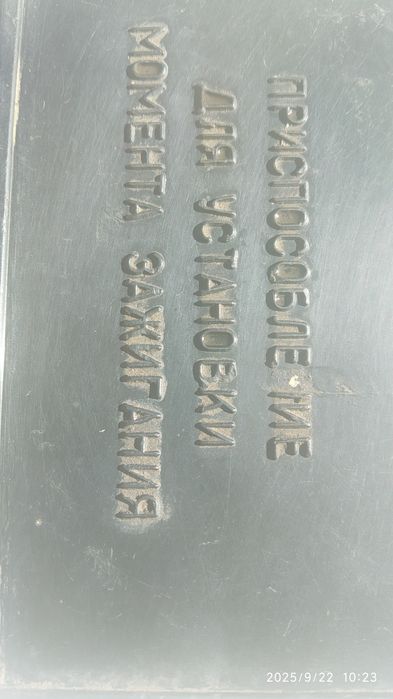 ПРИСПОСОБЛЕНИЕ
ДЛЯ УСТАНОВКИ
МОМЕНТА ЗАЖИГАНИЯ
2025/9/22 10:23